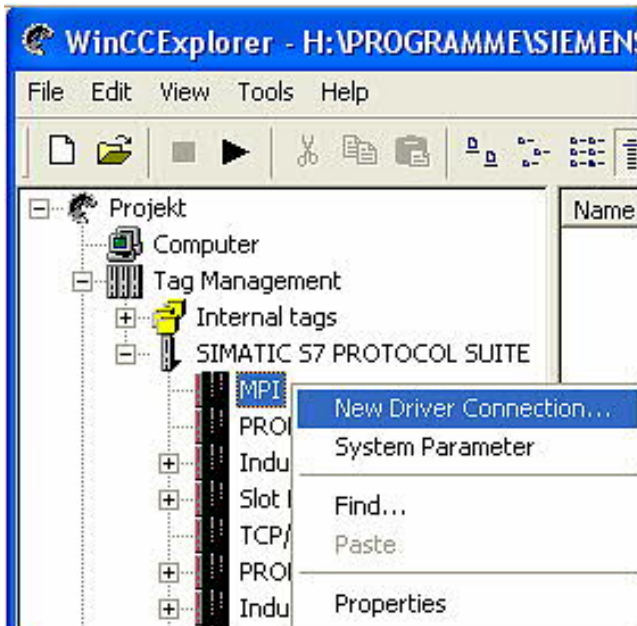 WinCCExplorer - H:\PROGRAMME\SIEMENS
File Edit View Tools Help
Projekt
Name
Computer
Tag Management
Internal tags
SIMATIC S7 PROTOCOL SUITE
MPI
New Driver Connection...
PROI
System Parameter
Indu
Slot
Find...
TCP/
Paste
PROI
Indu
Properties